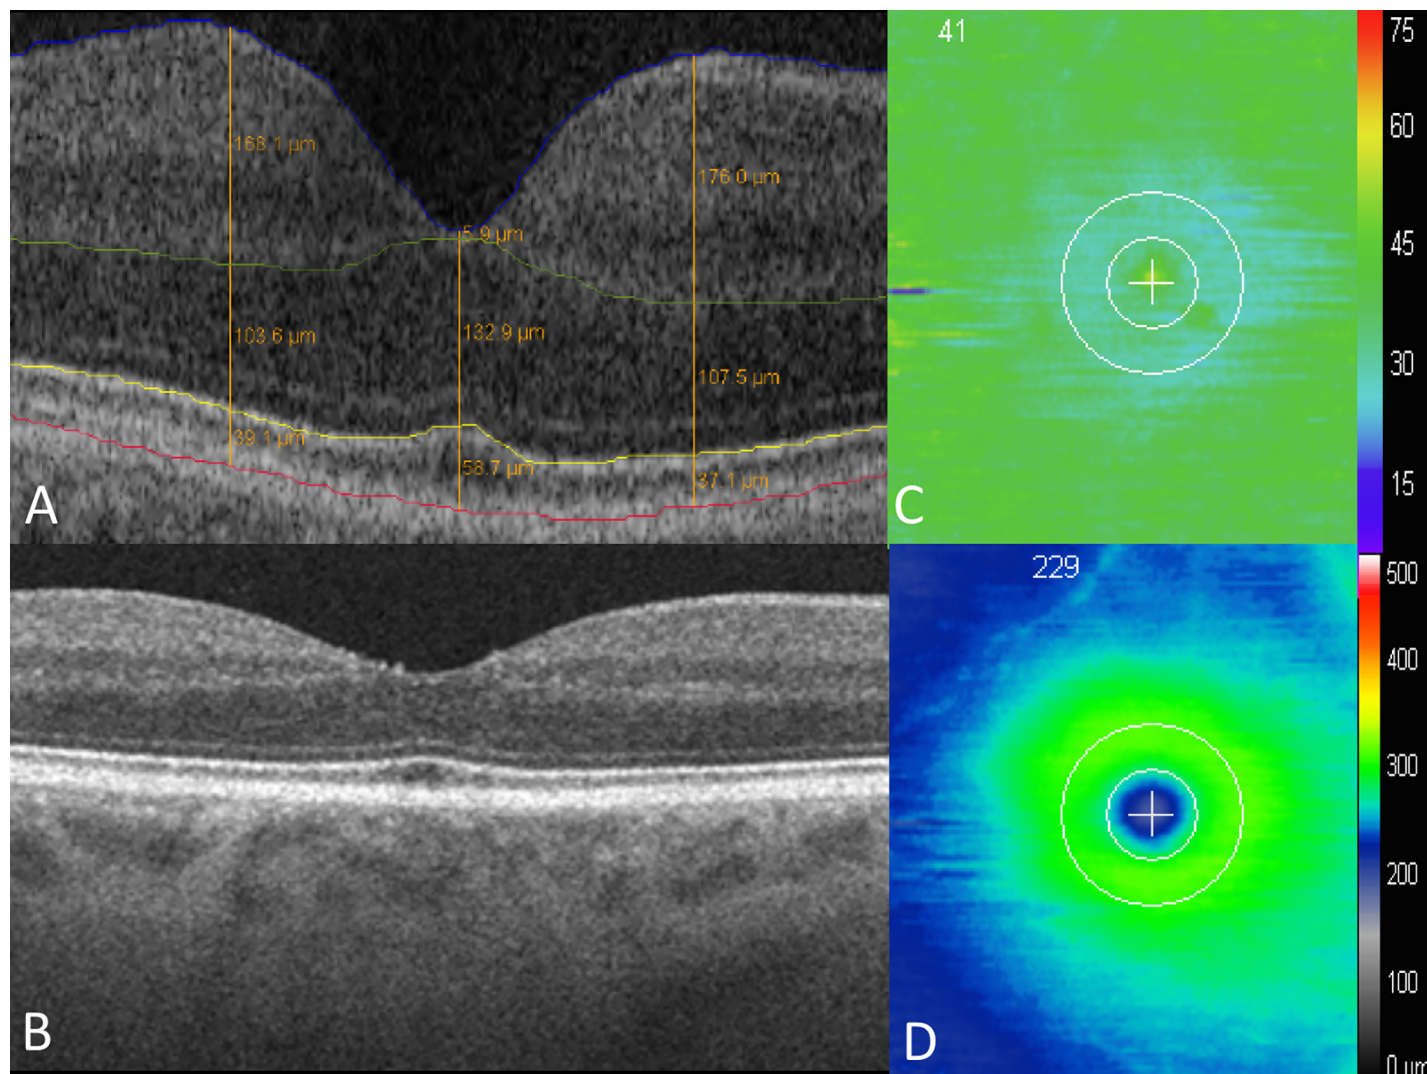 168.1 µm
176.0 µm
5.9 µm
103.6 µm
132.9 µm
107.5 µm
39.1 µm
58.7 µm
37.1 µm
A
41
C
75
60
45
30
15
B
229
D
500
400
300
200
100
0 µm